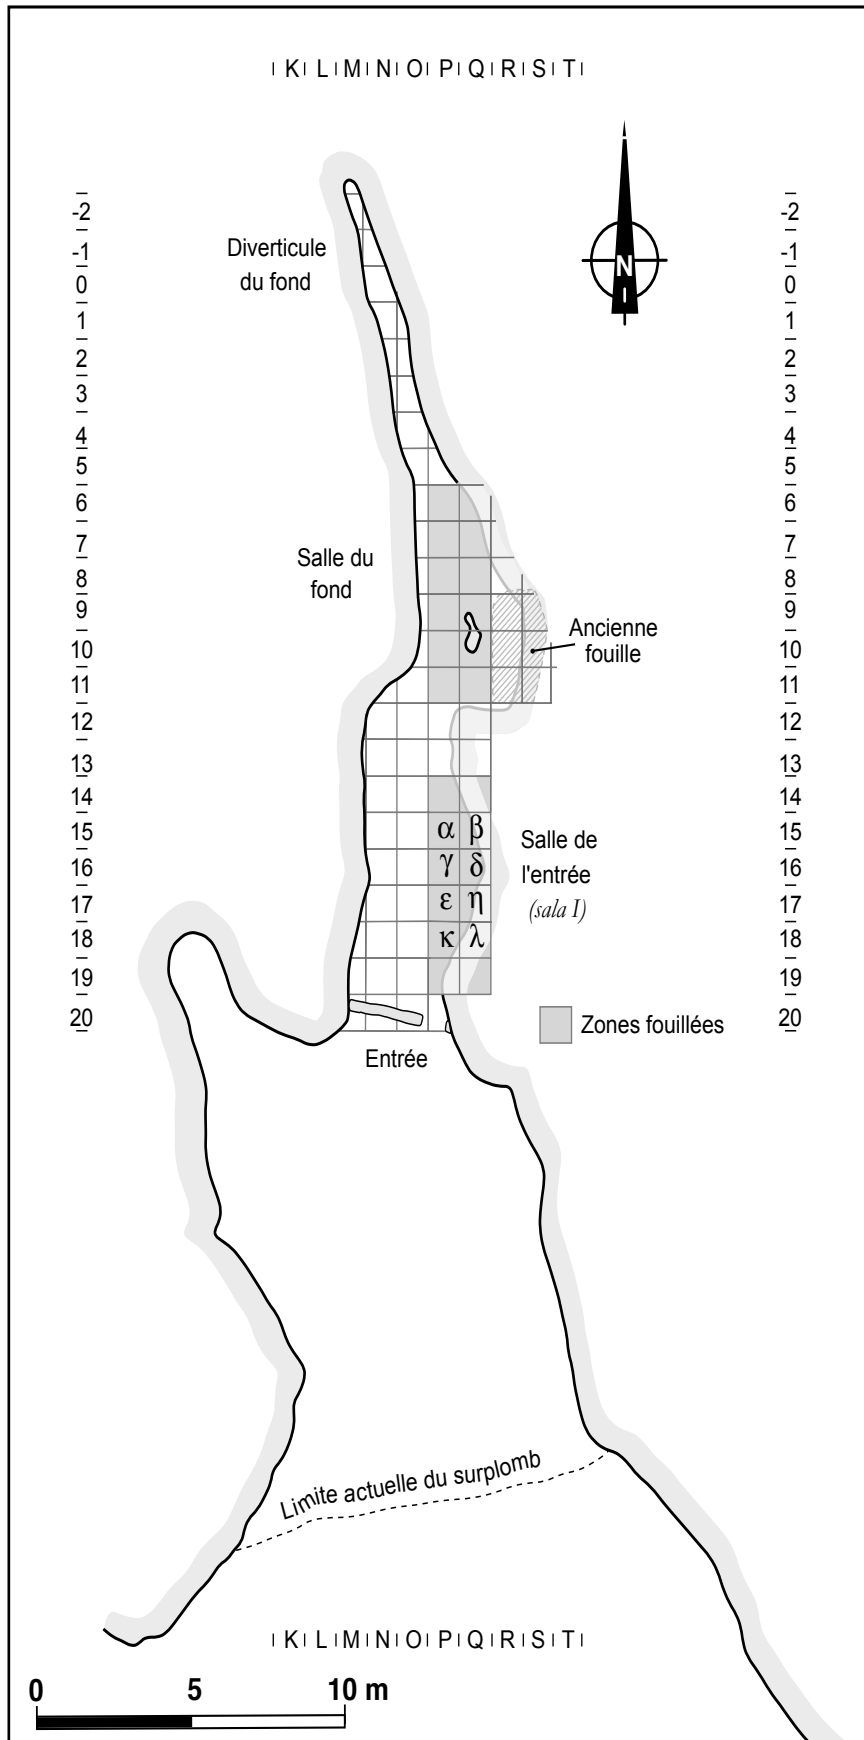 K L M N O P Q R S T
N
-2 -2
Diverticule
du fond
-1 -1
0 0
1 1
2 2
3 3
4 4
5 5
6 6
7 7
Salle du
fond
8 8
9 9
Ancienne
fouille
10 10
11 11
12 12
13 13
14 14
15 α β 15
Salle de
l'entrée
(sala I)
16 γ δ 16
17 ε η 17
18 κ λ 18
19 19
20 20
Zones fouillées
Entrée
Limite actuelle du surplomb
K L M N O P Q R S T
0 5 10 m